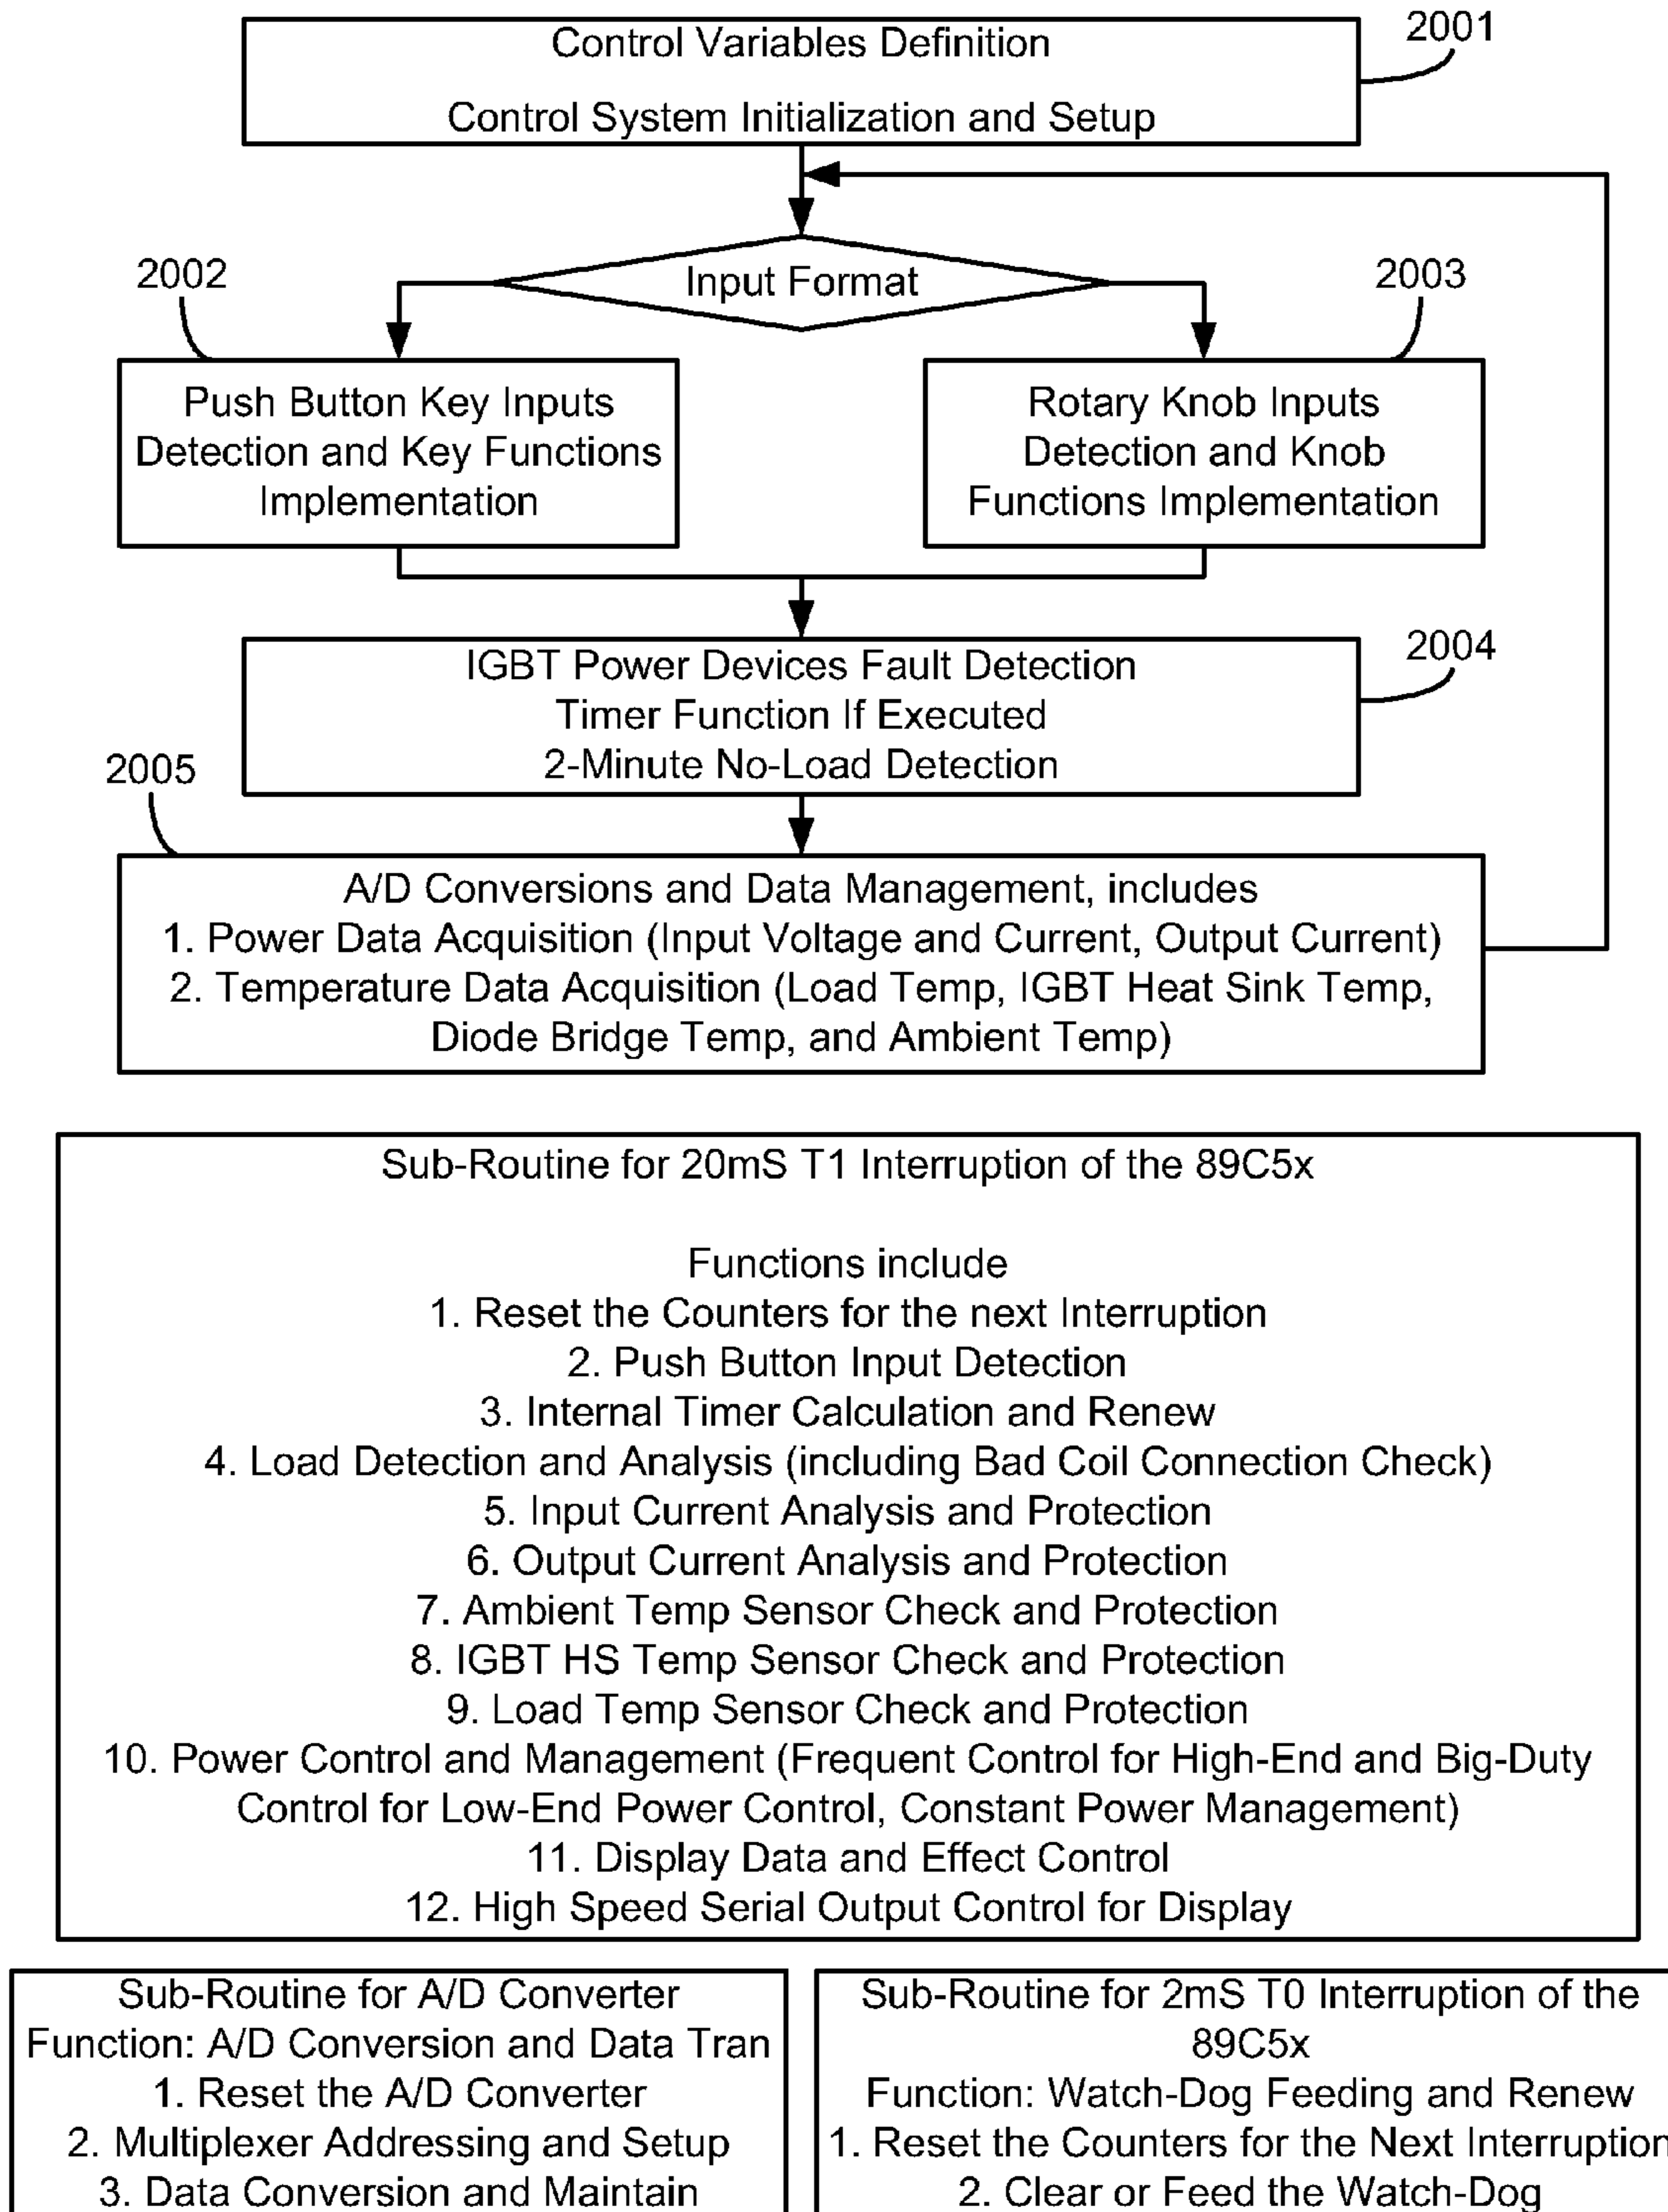 2001
Control Variables Definition
Control System Initialization and Setup
Input Format
2002
2003
Push Button Key Inputs
Detection and Key Functions
Implementation
Rotary Knob Inputs
Detection and Knob
Functions Implementation
2004
IGBT Power Devices Fault Detection
Timer Function If Executed
2-Minute No-Load Detection
2005
A/D Conversions and Data Management, includes
1. Power Data Acquisition (Input Voltage and Current, Output Current)
2. Temperature Data Acquisition (Load Temp, IGBT Heat Sink Temp,
Diode Bridge Temp, and Ambient Temp)
Sub-Routine for 20mS T1 Interruption of the 89C5x
Functions include
1. Reset the Counters for the next Interruption
2. Push Button Input Detection
3. Internal Timer Calculation and Renew
4. Load Detection and Analysis (including Bad Coil Connection Check)
5. Input Current Analysis and Protection
6. Output Current Analysis and Protection
7. Ambient Temp Sensor Check and Protection
8. IGBT HS Temp Sensor Check and Protection
9. Load Temp Sensor Check and Protection
10. Power Control and Management (Frequent Control for High-End and Big-Duty
Control for Low-End Power Control, Constant Power Management)
11. Display Data and Effect Control
12. High Speed Serial Output Control for Display
Sub-Routine for A/D Converter
Function: A/D Conversion and Data Tran
1. Reset the A/D Converter
2. Multiplexer Addressing and Setup
3. Data Conversion and Maintain
Sub-Routine for 2mS T0 Interruption of the
89C5x
Function: Watch-Dog Feeding and Renew
1. Reset the Counters for the Next Interruption
2. Clear or Feed the Watch-Dog